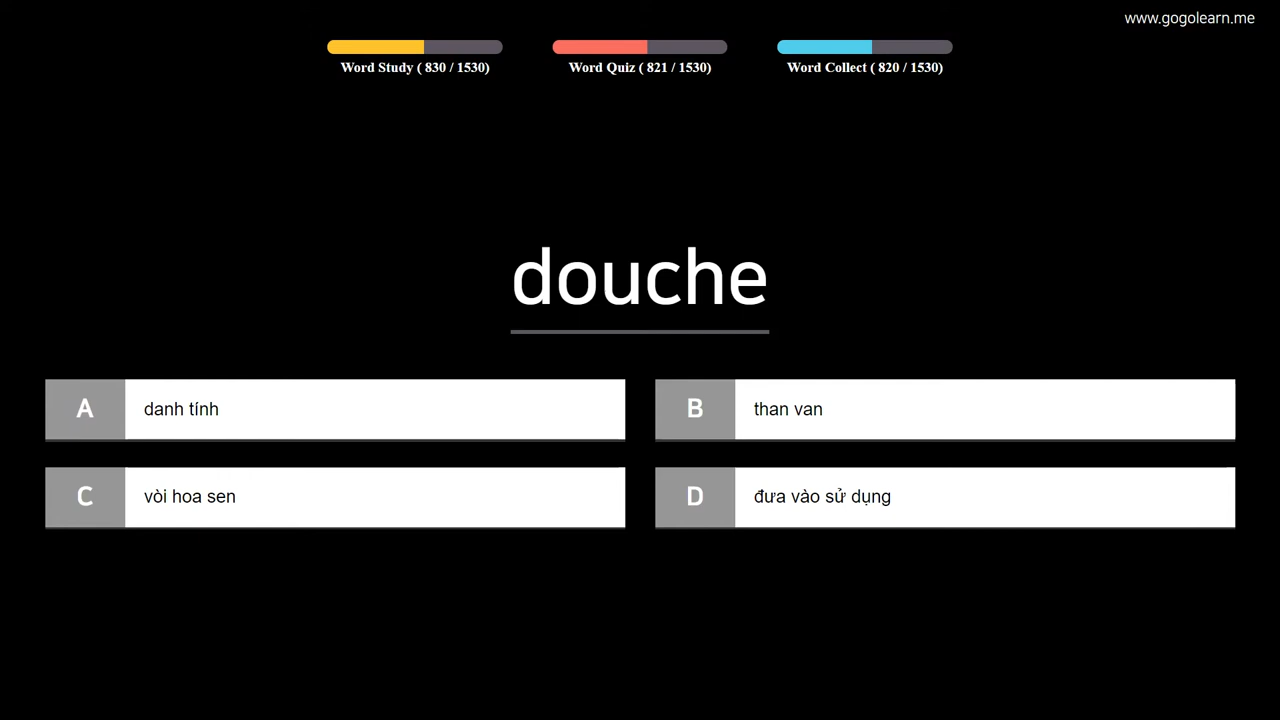 www.gogolearn.me
Word Study ( 830 / 1530)
Word Quiz ( 821 / 1530)
Word Collect ( 820 / 1530)
douche
A danh tính
B than van
C vòi hoa sen
D đưa vào sử dụng